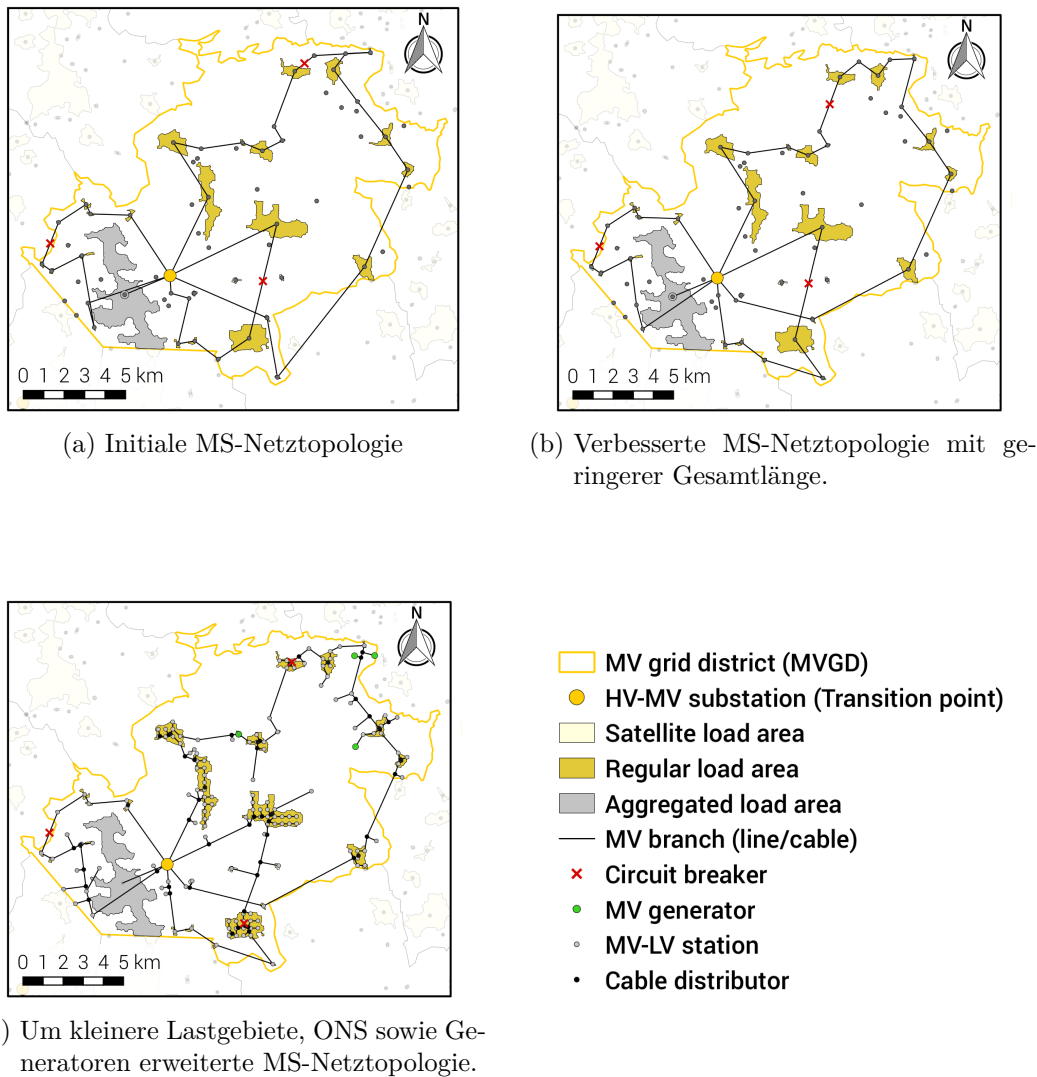 N
0 1 2 3 4 5 km
N
0 1 2 3 4 5 km
(a) Initiale MS-Netztopologie
(b) Verbesserte MS-Netztopologie mit ge-
ringerer Gesamtlänge.
N
0 1 2 3 4 5 km
) Um kleinere Lastgebiete, ONS sowie Ge-
neratoren erweiterte MS-Netztopologie.
MV grid district (MVGD)
HV-MV substation (Transition point)
Satellite load area
Regular load area
Aggregated load area
MV branch (line/cable)
Circuit breaker
MV generator
MV-LV station
Cable distributor